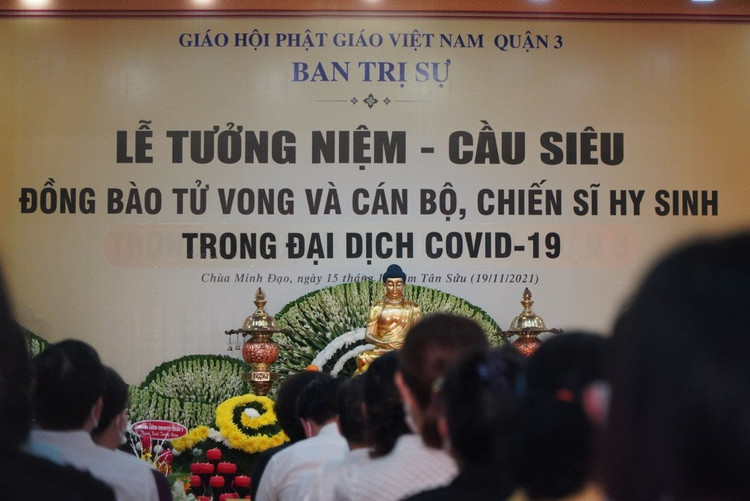 GIÁO HỘI PHẬT GIÁO VIỆT NAM QUẬN 3
BAN TRỊ SỰ
LỄ TƯỞNG NIỆM - CẦU SIÊU
ĐỒNG BÀO TỬ VONG VÀ CÁN BỘ, CHIẾN SĨ HY SINH
TRONG ĐẠI DỊCH COVID-19
Chùa Minh Đạo, ngày 15 tháng Tân Sửu (19/11/2021)